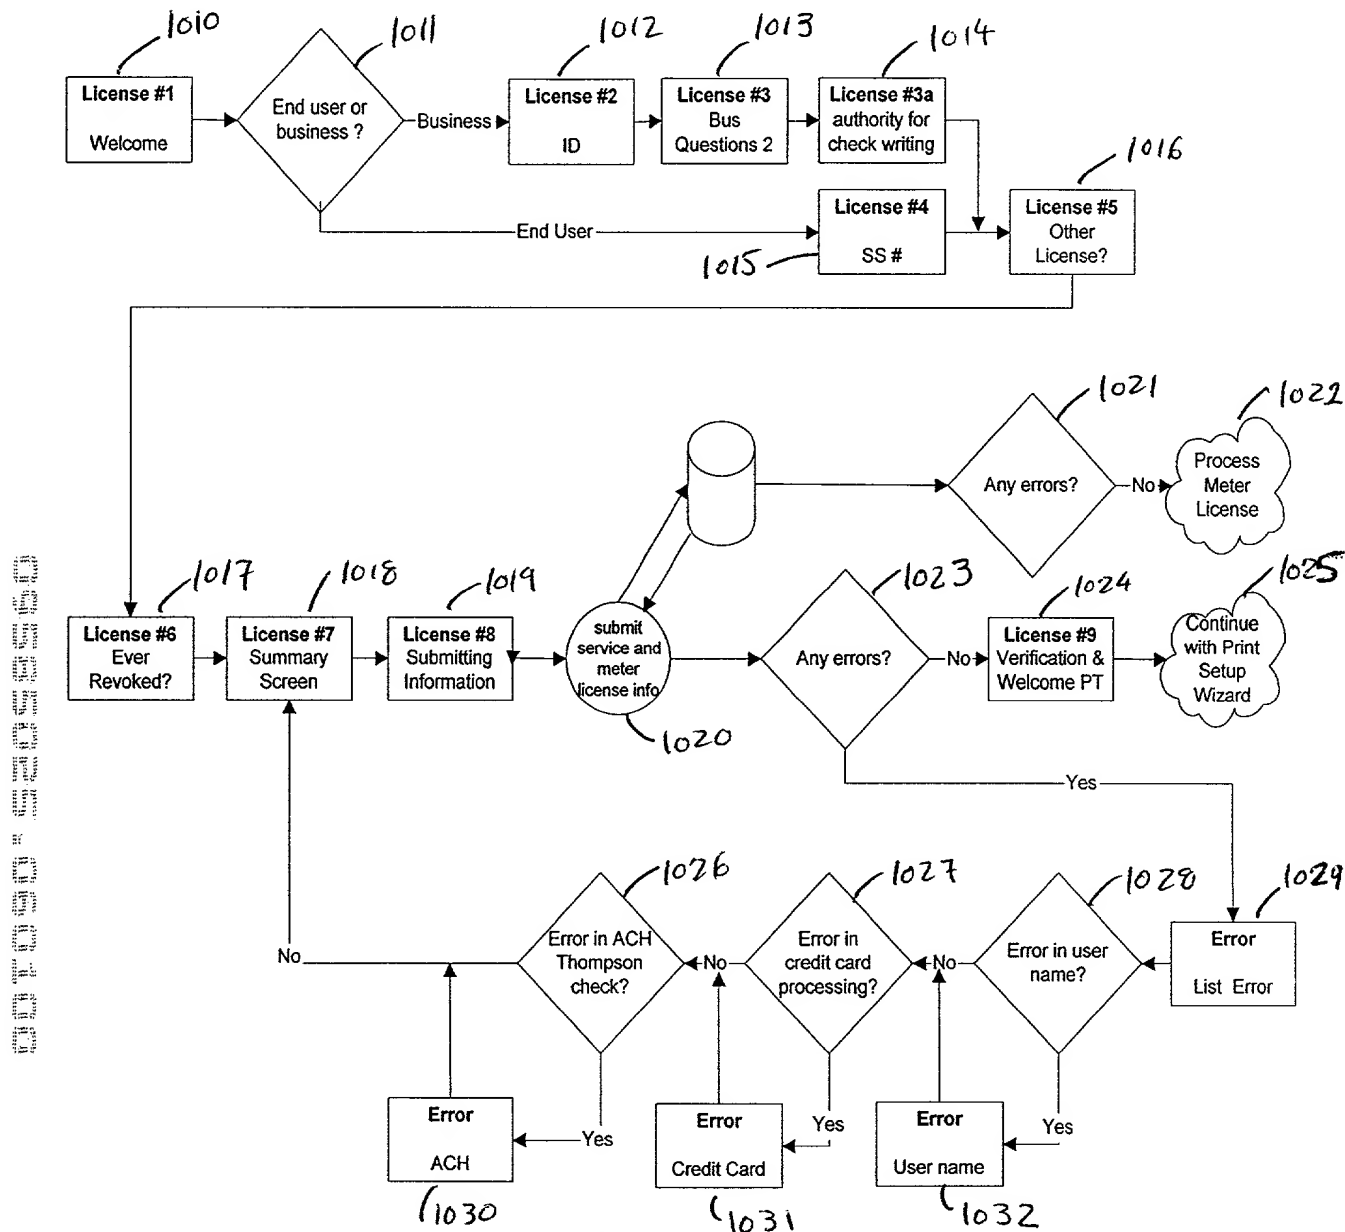 1010
1011
1012
1013
1014
License #1
Welcome
End user or
business ?
Business
License #2
ID
License #3
Bus
Questions 2
License #3a
authority for
check writing
1016
End User
License #4
SS #
1015
License #5
Other
License?
1021
1022
Any errors?
No
Process
Meter
License
1017
1018
1019
1023
1024
1025
License #6
Ever
Revoked?
License #7
Summary
Screen
License #8
Submitting
Information
submit
service and
meter
license info
1020
Any errors?
No
License #9
Verification &
Welcome PT
Continue
with Print
Setup
Wizard
Yes
1026
1027
1028
1029
No
Error in ACH
Thompson
check?
No
Error in
credit card
processing?
No
Error in user
name?
Error
List Error
Error
ACH
Yes
Error
Credit Card
Yes
Error
User name
Yes
1030
1031
1032
09585025.060100